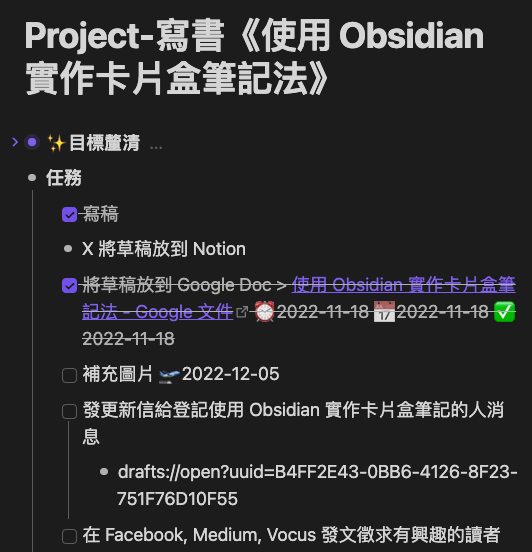 Project-寫書《使用 Obsidian
實作卡片盒筆記法》
✨目標釐清 ...
任務
寫稿
X 將草稿放到 Notion
將草稿放到 Google Doc > 使用 Obsidian 實作卡片盒筆
記法 - Google 文件 ⏰2022-11-18 📅2022-11-18 ✅
2022-11-18
補充圖片🛫2022-12-05
發更新信給登記使用 Obsidian 實作卡片盒筆記的人消
息
drafts://open?uuid=B4FF2E43-0BB6-4126-8F23-
751F76D10F55
在 Facebook, Medium, Vocus 發文徵求有興趣的讀者